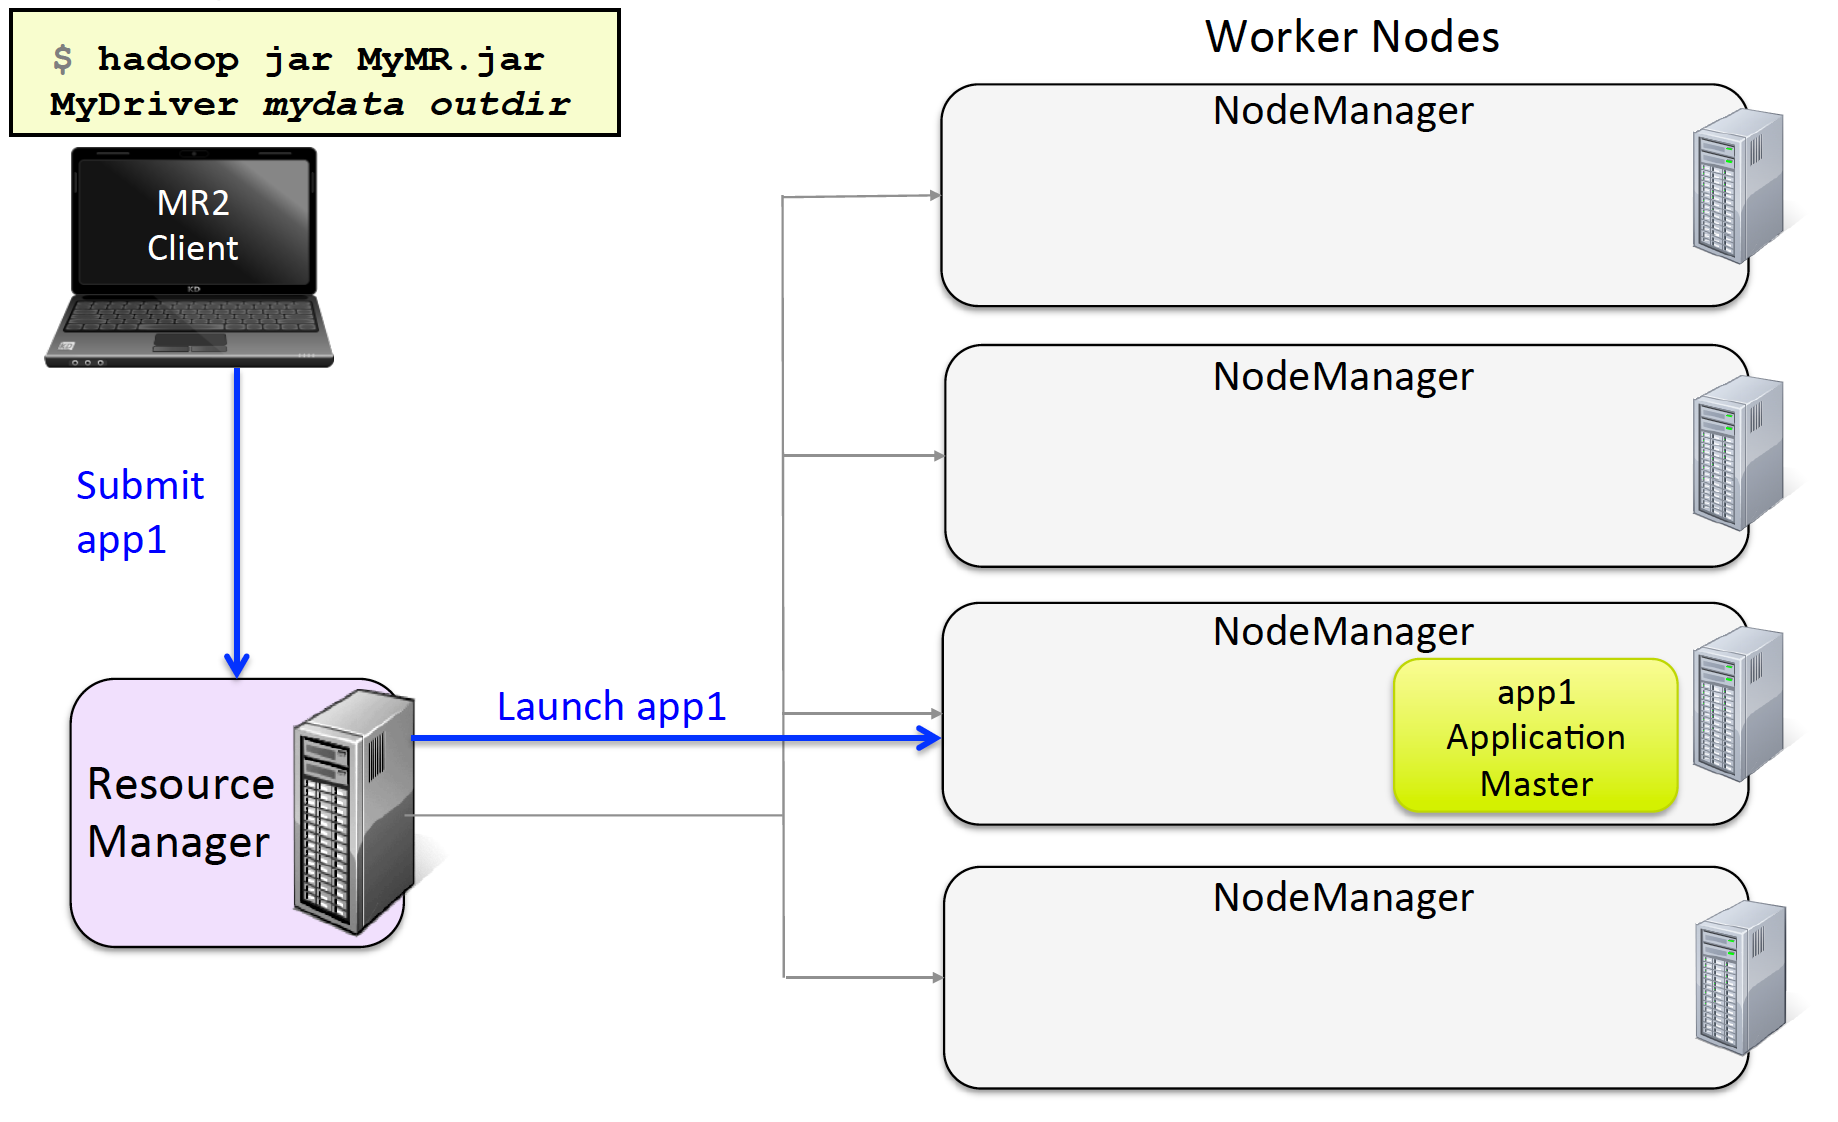 $ hadoop jar MyMR.jar
MyDriver mydata outdir
MR2
Client
KD
Submit
app1
Resource
Manager
Launch app1
Worker Nodes
NodeManager
NodeManager
NodeManager
app1
Application
Master
NodeManager